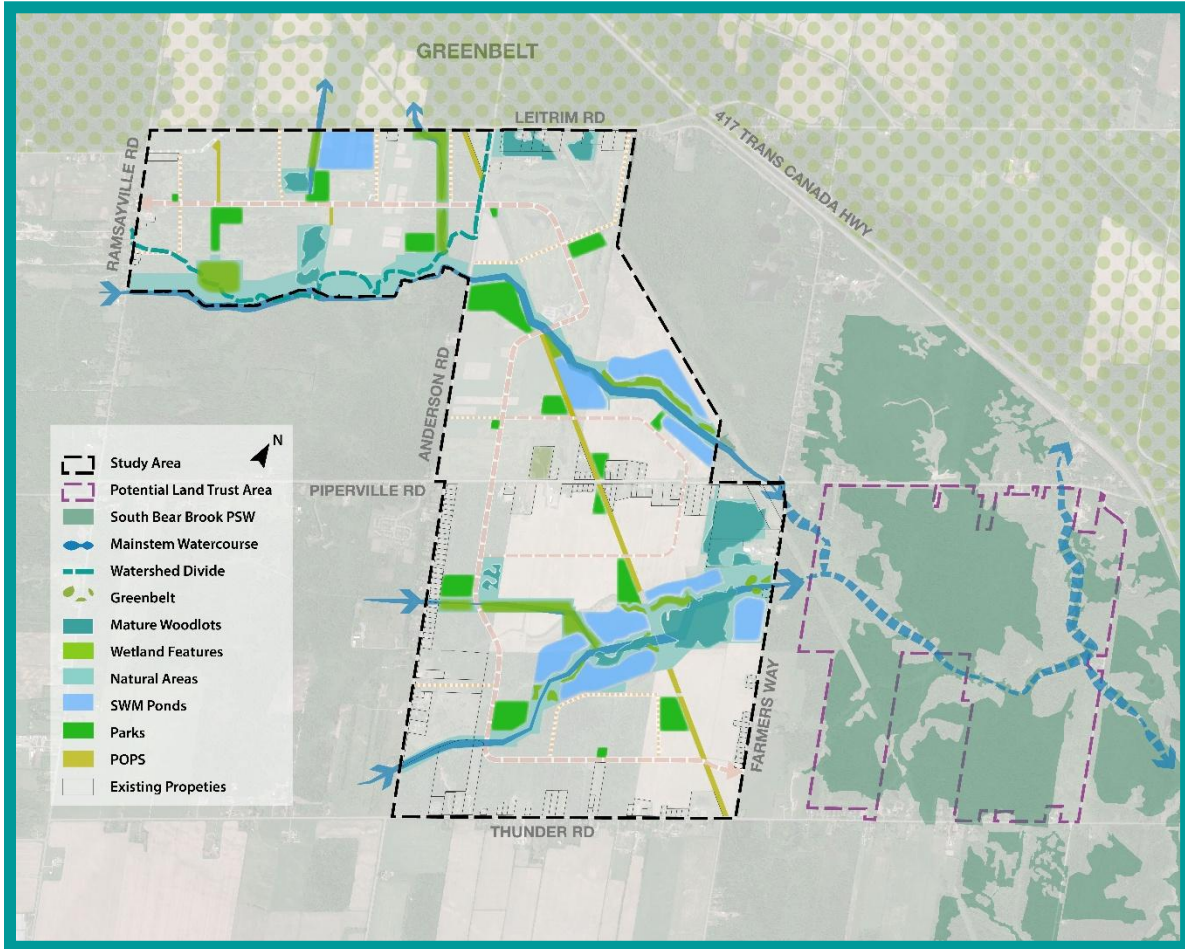 GREENBELT
LEITRIM RD
417 TRANS CANADA HWY
RAMSAYVILLE RD
ANDERSON RD
N
Study Area
Potential Land Trust Area
South Bear Brook PSW
Mainstem Watercourse
Watershed Divide
Greenbelt
Mature Woodlots
Wetland Features
Natural Areas
SWM Ponds
Parks
POPS
Existing Propeties
PIPERVILLE RD
FARMERS WAY
THUNDER RD